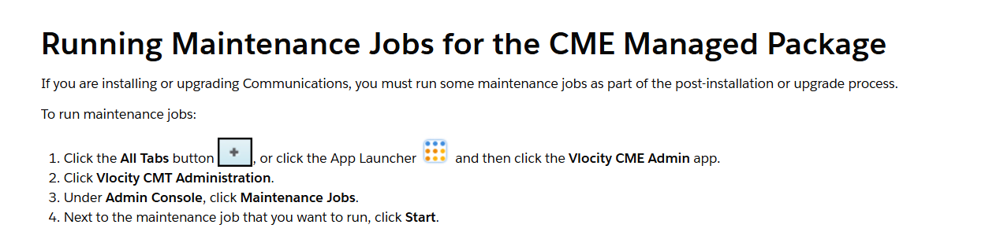 Running Maintenance Jobs for the CME Managed Package
If you are installing or upgrading Communications, you must run some maintenance jobs as part of the post-installation or upgrade process.
To run maintenance jobs:
1. Click the All Tabs button +, or click the App Launcher and then click the Vlocity CME Admin app.
2. Click Vlocity CMT Administration.
3. Under Admin Console, click Maintenance Jobs.
4. Next to the maintenance job that you want to run, click Start.